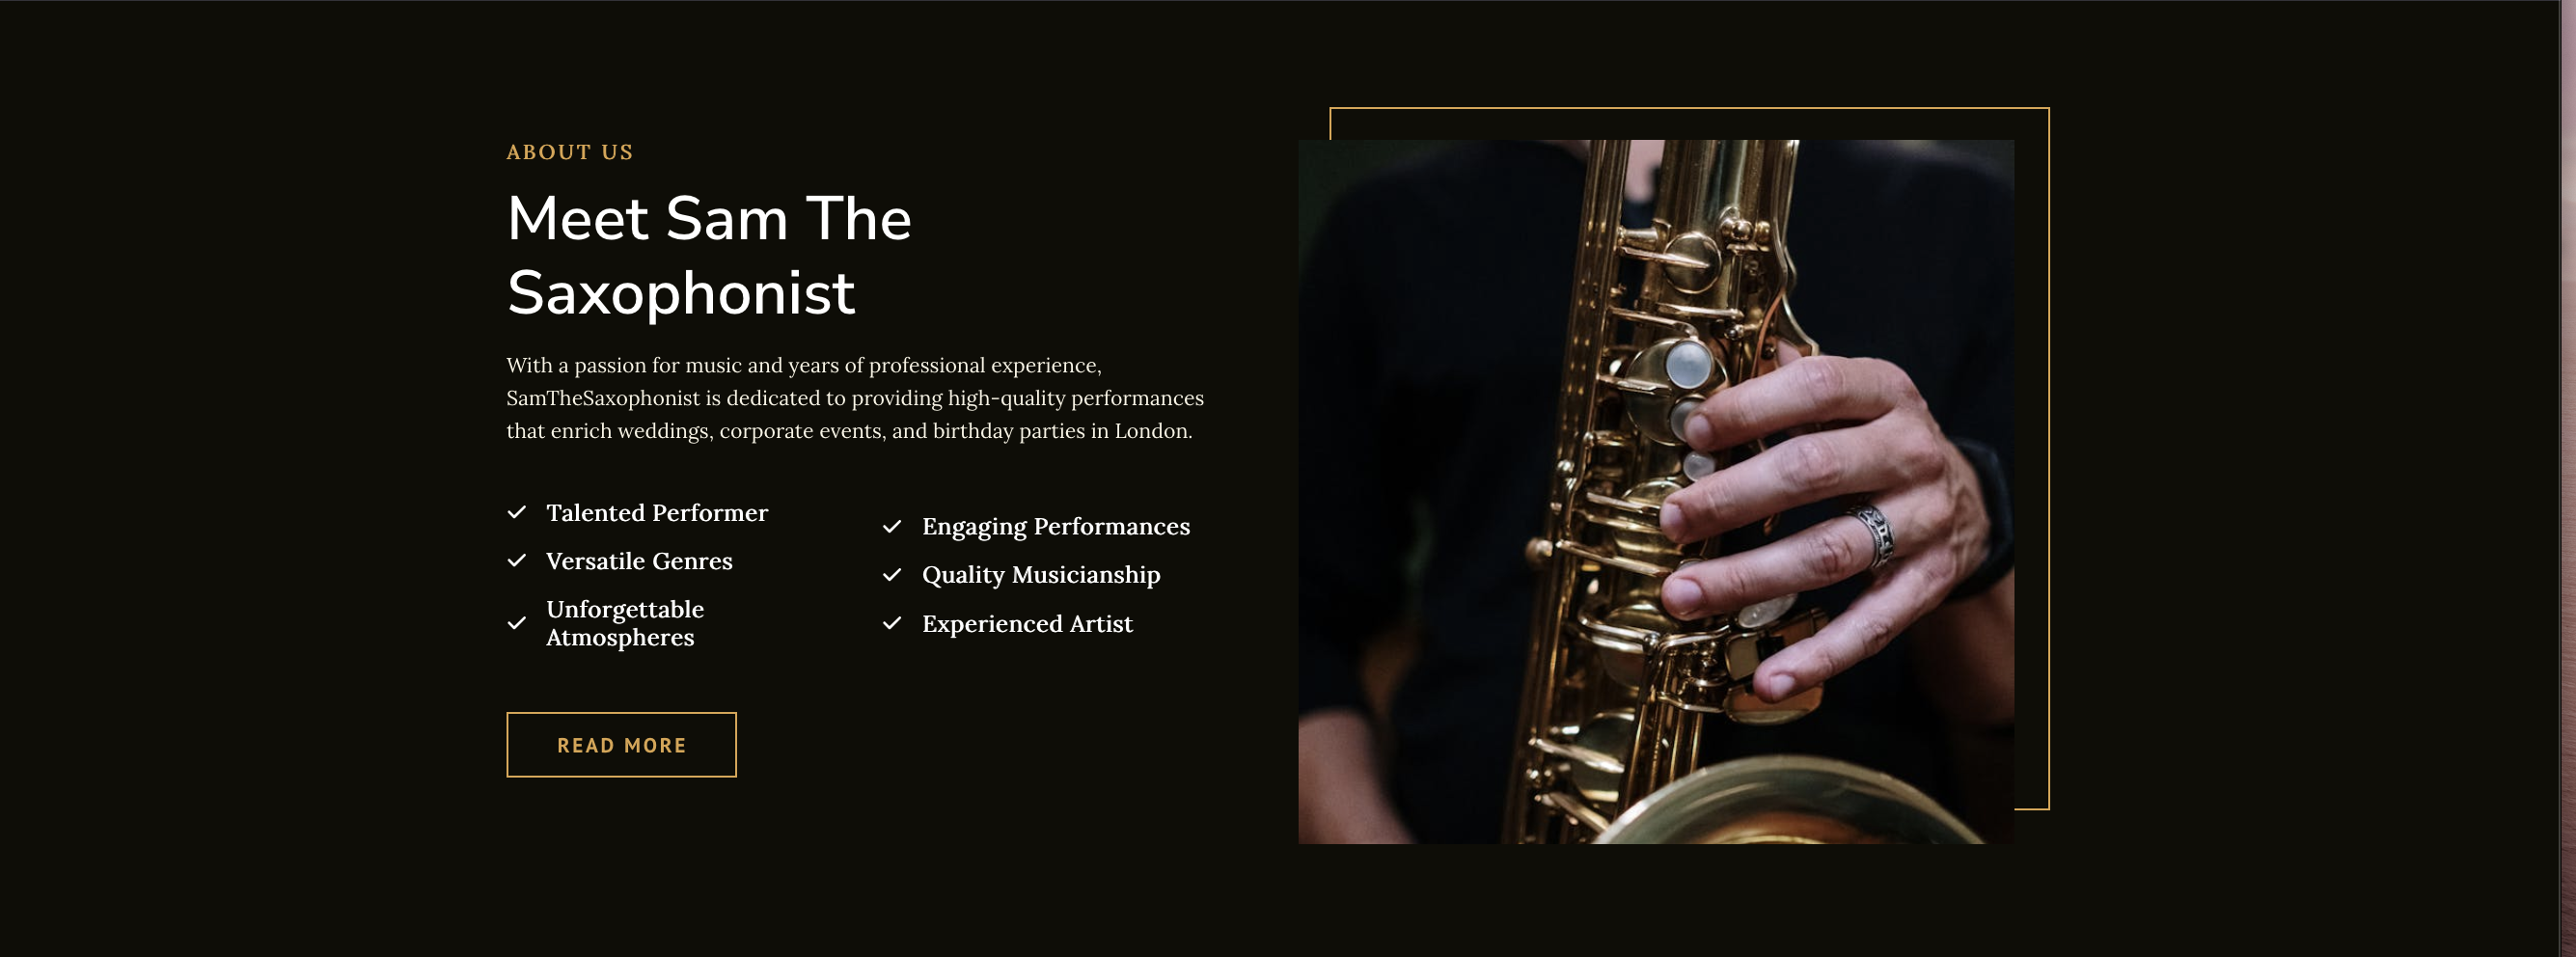 ABOUT US
Meet Sam The
Saxophonist
With a passion for music and years of professional experience,
SamTheSaxophonist is dedicated to providing high-quality performances
that enrich weddings, corporate events, and birthday parties in London.
Talented Performer
Versatile Genres
Unforgettable
Atmospheres
Engaging Performances
Quality Musicianship
Experienced Artist
READ MORE